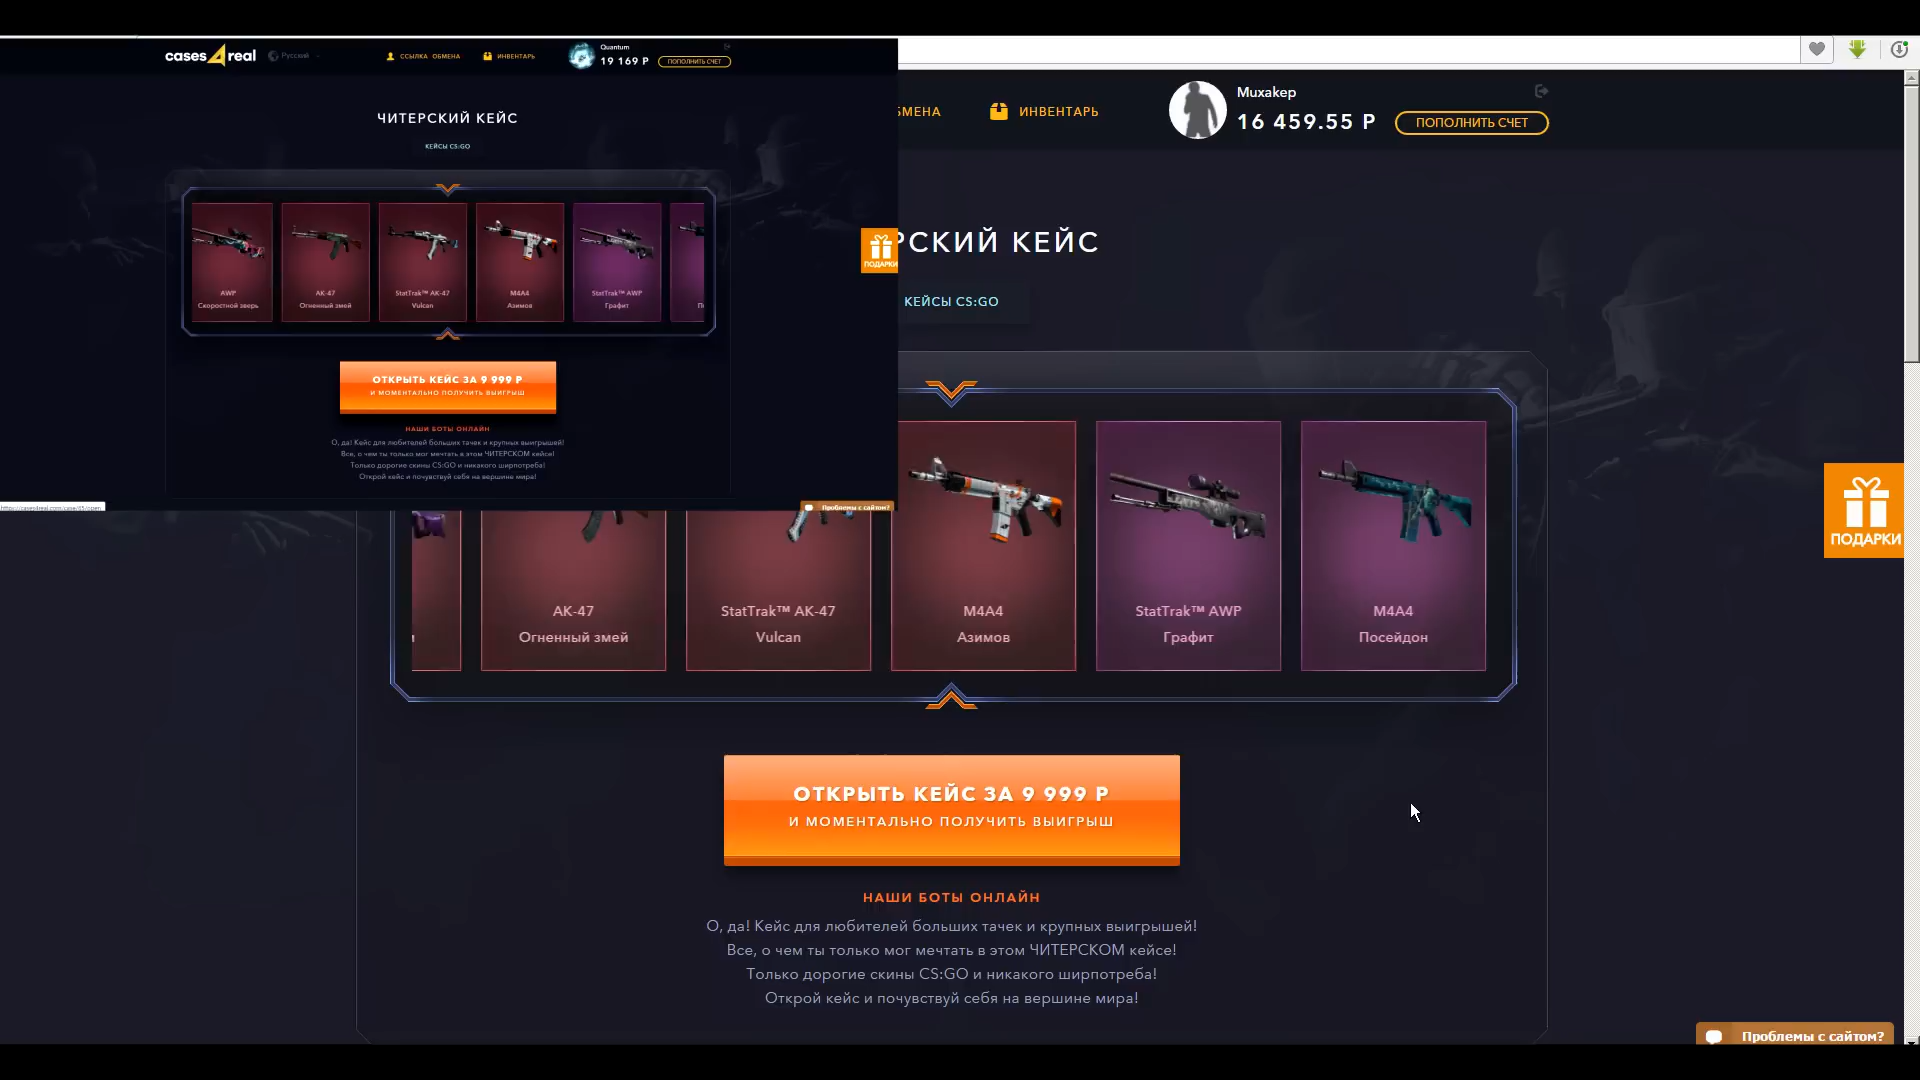 cases4real
Русский
ССЫЛКА ОБМЕНА
ИНВЕНТАРЬ
Quantum
19 169 Р
ПОПОЛНИТЬ СЧЕТ
ЧИТЕРСКИЙ КЕЙС
КЕЙСЫ CS:GO
AWP
Скоростной зверь
AK-47
Огненный змей
StatTrak™ AK-47
Vulcan
M4A4
Азимов
StatTrak™ AWP
Графит
ПОДАРКИ
ОТКРЫТЬ КЕЙС ЗА 9 999 Р
И МОМЕНТАЛЬНО ПОЛУЧИТЬ ВЫИГРЫШ
НАШИ БОТЫ ОНЛАЙН
О, да! Кейс для любителей больших тачек и крупных выигрышей!
Все, о чем ты только мог мечтать в этом ЧИТЕРСКОМ кейсе!
Только дорогие скины CS:GO и никакого ширпотреба!
Открой кейс и почувствуй себя на вершине мира!
https://cases4real.com/case/65/open
Проблемы с сайтом?
БМЕНА
ИНВЕНТАРЬ
Muxakep
16 459.55 Р
ПОПОЛНИТЬ СЧЕТ
РСКИЙ КЕЙС
КЕЙСЫ CS:GO
AK-47
Огненный змей
StatTrak™ AK-47
Vulcan
M4A4
Азимов
StatTrak™ AWP
Графит
M4A4
Посейдон
ПОДАРКИ
ОТКРЫТЬ КЕЙС ЗА 9 999 Р
И МОМЕНТАЛЬНО ПОЛУЧИТЬ ВЫИГРЫШ
НАШИ БОТЫ ОНЛАЙН
О, да! Кейс для любителей больших тачек и крупных выигрышей!
Все, о чем ты только мог мечтать в этом ЧИТЕРСКОМ кейсе!
Только дорогие скины CS:GO и никакого ширпотреба!
Открой кейс и почувствуй себя на вершине мира!
Проблемы с сайтом?